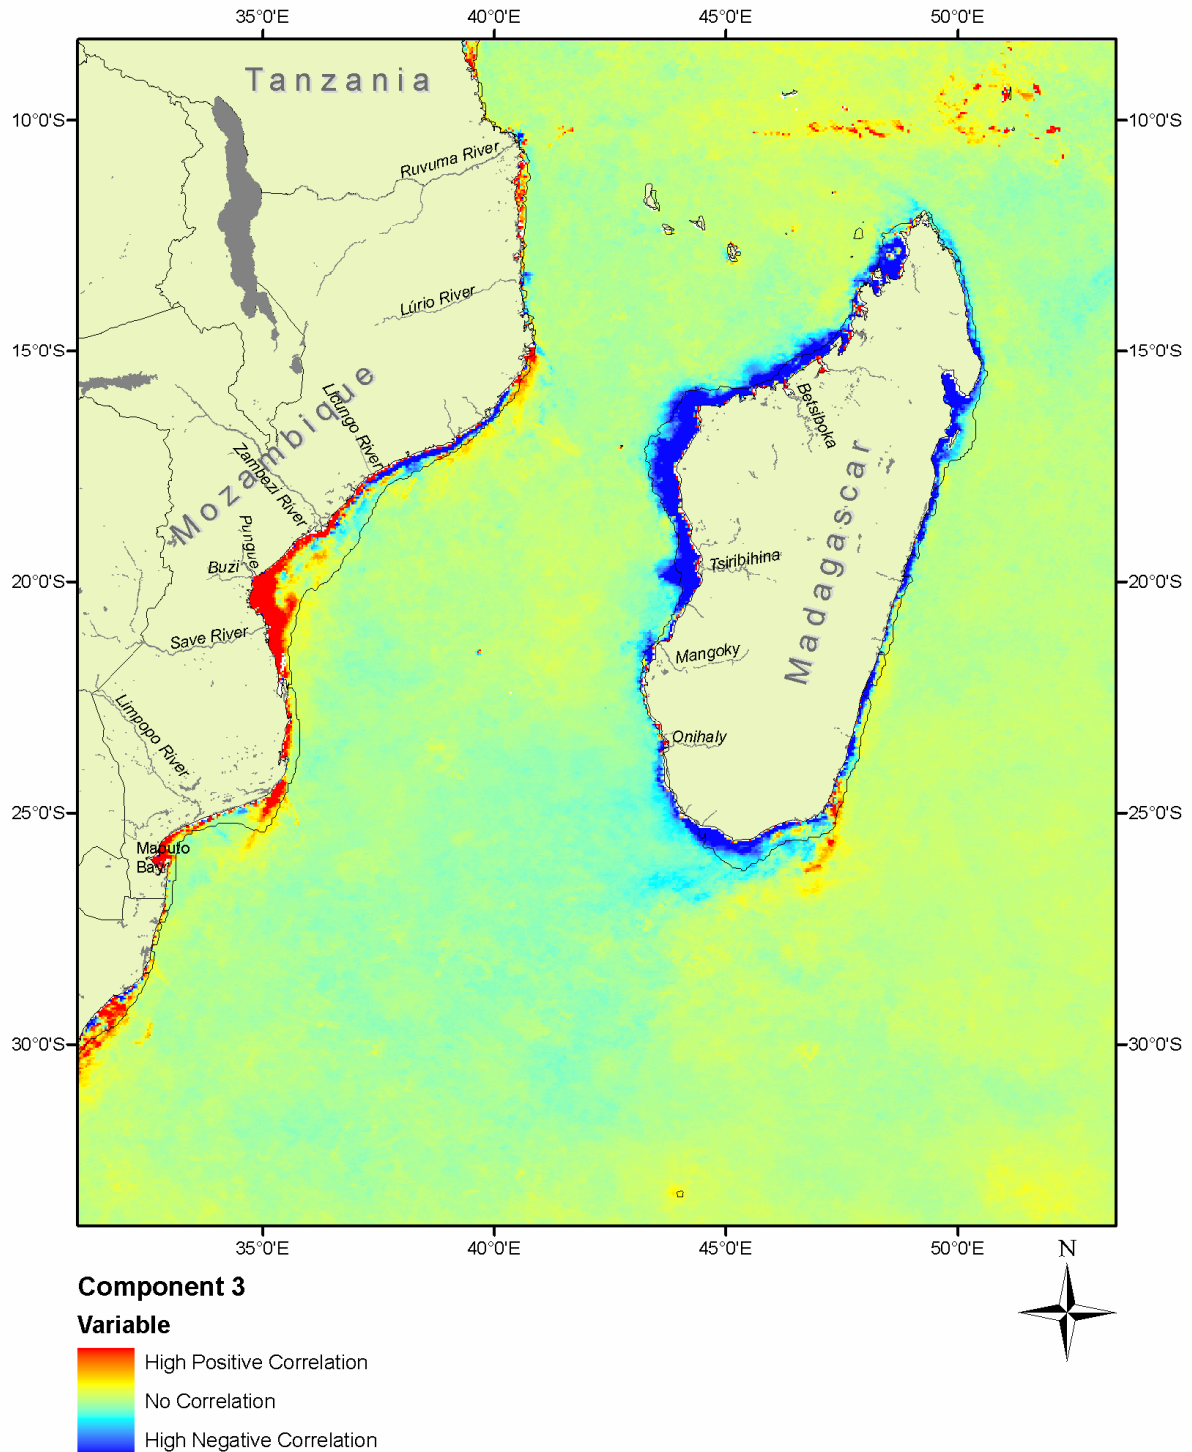 35°0'E 40°0'E 45°0'E 50°0'E
Tanzania
10°0'S 10°0'S
Ruvuma River
Lúrio River
15°0'S 15°0'S
Mozambique
Licungo River
Betsiboka
Zambezi River
Madagascar
Pungue
Buzi
Tsiribihina
20°0'S 20°0'S
Save River
Mangoky
Limpopo River
Onihaly
25°0'S 25°0'S
Maputo
Bay
30°0'S 30°0'S
35°0'E 40°0'E 45°0'E 50°0'E
N
Component 3
Variable
High Positive Correlation
No Correlation
High Negative Correlation